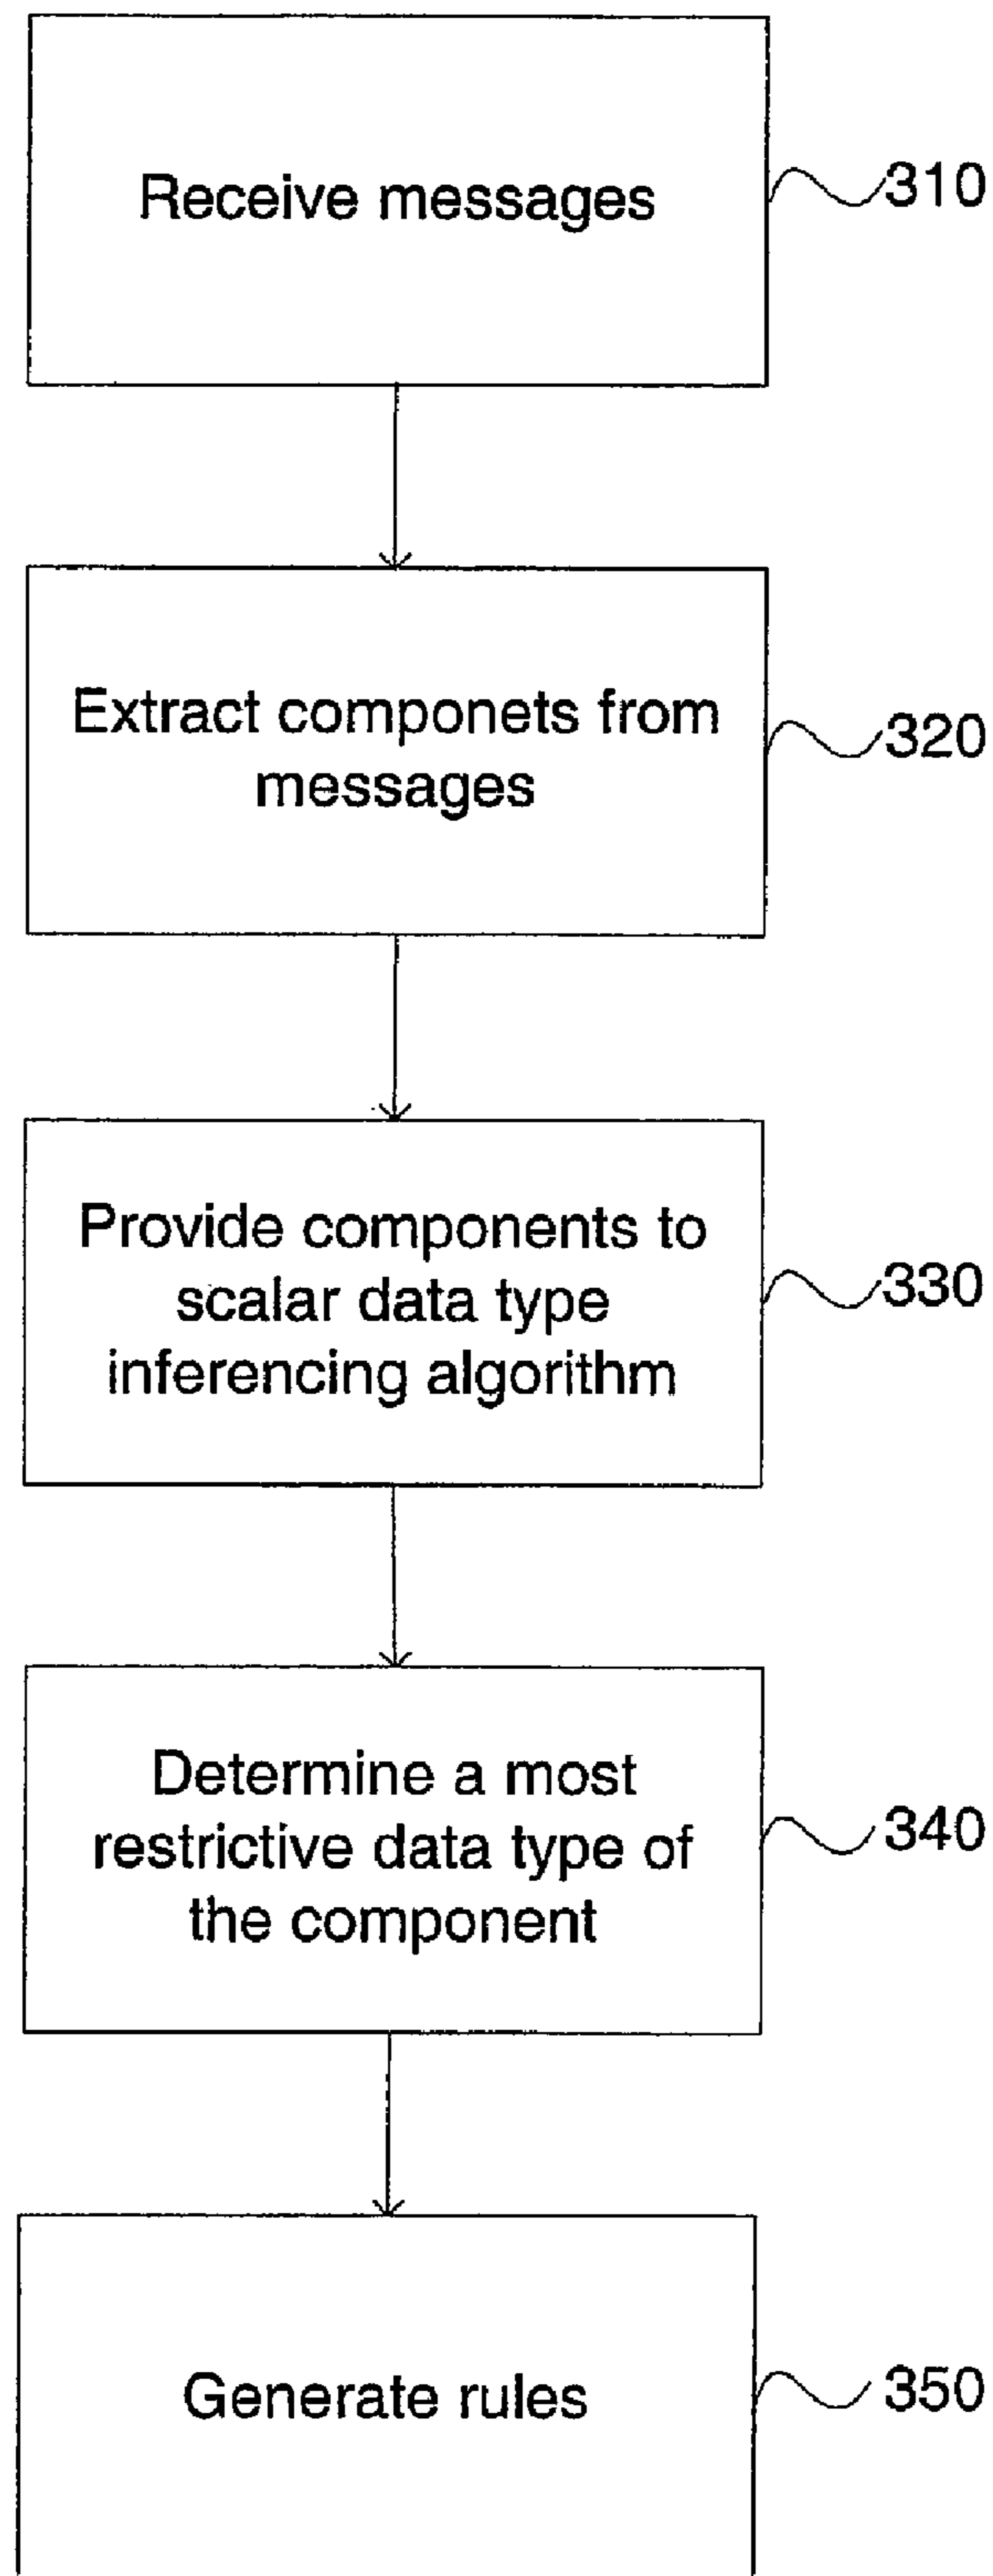 Receive messages
310
Extract componets from
messages
320
Provide components to
scalar data type
inferencing algorithm
330
Determine a most
restrictive data type of
the component
340
Generate rules
350